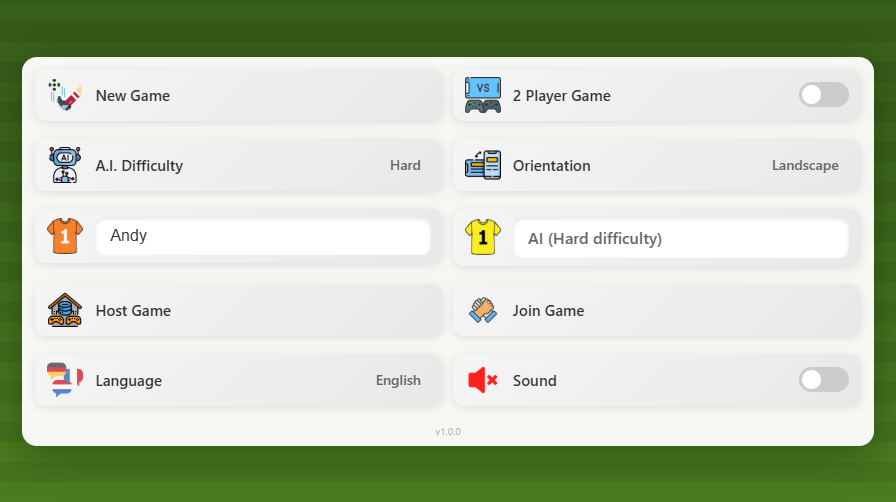 New Game
VS
2 Player Game
AI
A.I. Difficulty
Hard
Orientation
Landscape
1
Andy
1
AI (Hard difficulty)
Host Game
Join Game
Language
English
Sound
v1.0.0